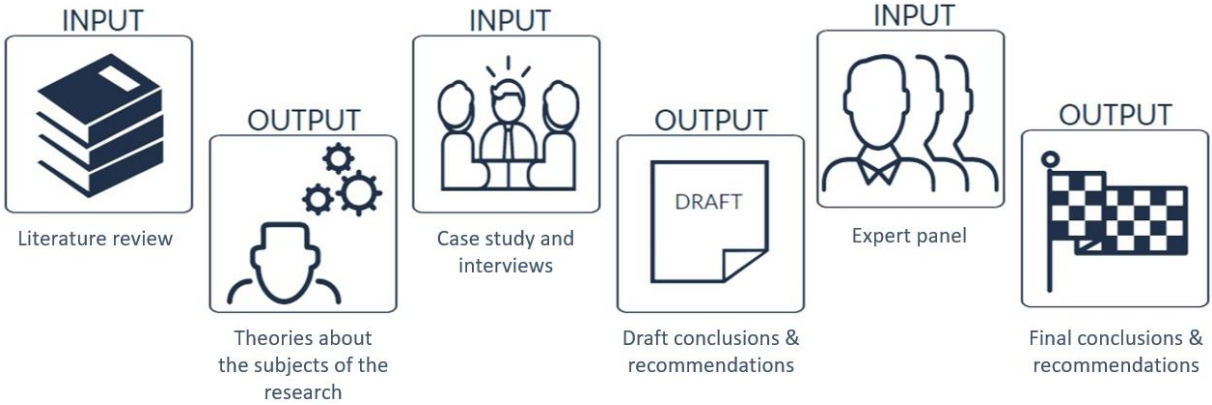 INPUT
Literature review
OUTPUT
Theories about
the subjects of the
research
INPUT
Case study and
interviews
OUTPUT
DRAFT
Draft conclusions &
recommendations
INPUT
Expert panel
OUTPUT
Final conclusions &
recommendations